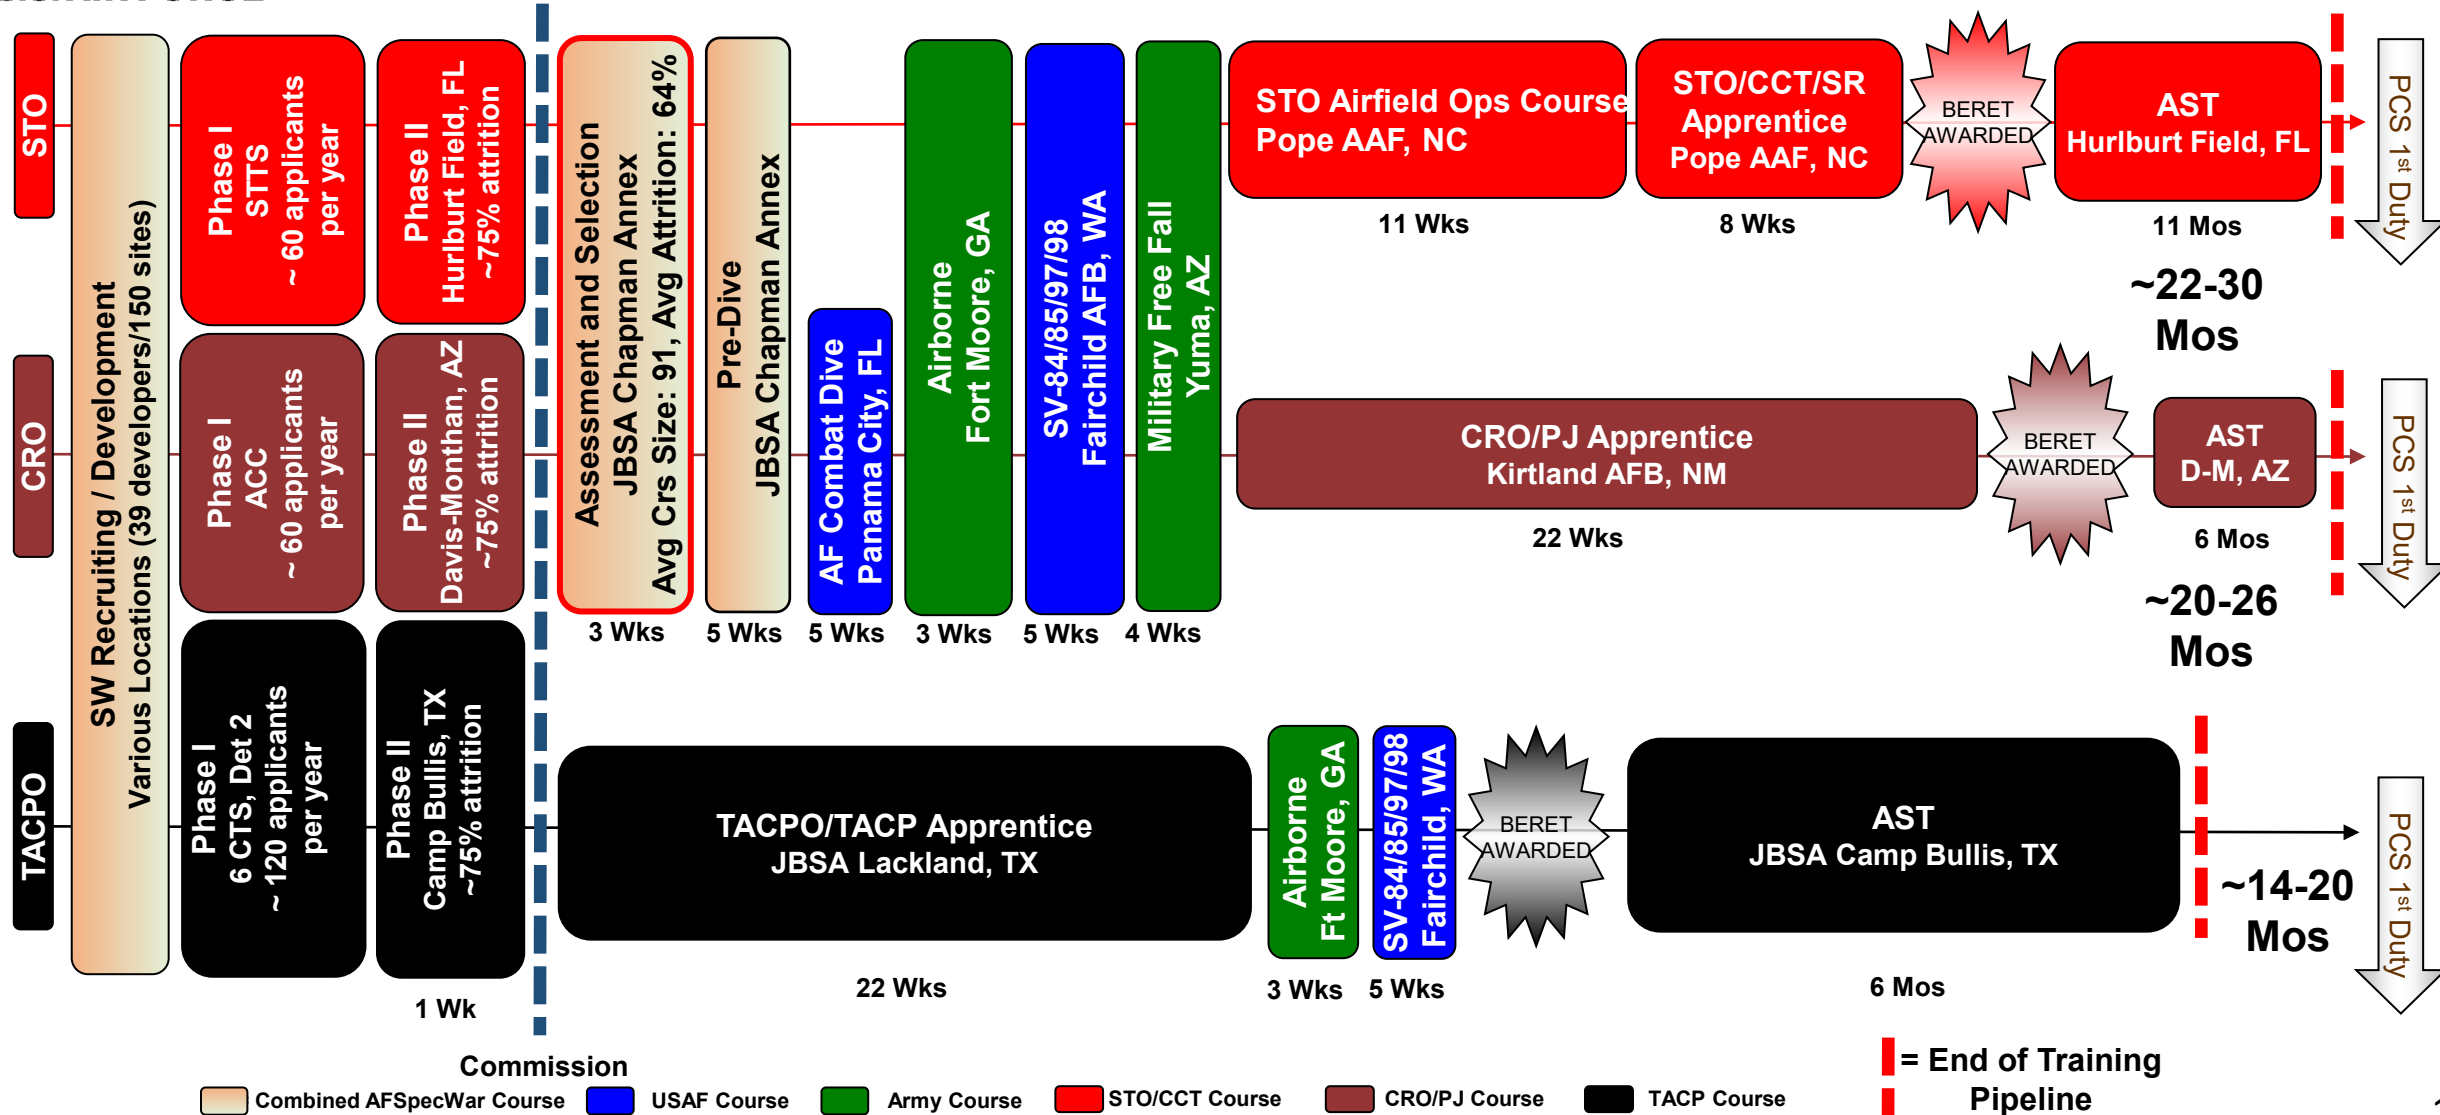 STO
CRO
TACPO
SW Recruiting / Development
Various Locations (39 developers/150 sites)
Phase I
STTS
~ 60 applicants
per year
Phase II
Hurlburt Field, FL
~75% attrition
Phase I
ACC
~ 60 applicants
per year
Phase II
Davis-Monthan, AZ
~75% attrition
Phase I
6 CTS, Det 2
~ 120 applicants
per year
Phase II
Camp Bullis, TX
~75% attrition
1 Wk
Commission
Assessment and Selection
JBSA Chapman Annex
Avg Crs Size: 91, Avg Attrition: 64%
3 Wks
Pre-Dive
JBSA Chapman Annex
5 Wks
AF Combat Dive
Panama City, FL
5 Wks
Airborne
Fort Moore, GA
3 Wks
SV-84/85/97/98
Fairchild AFB, WA
5 Wks
Military Free Fall
Yuma, AZ
4 Wks
STO Airfield Ops Course
Pope AAF, NC
11 Wks
STO/CCT/SR
Apprentice
Pope AAF, NC
8 Wks
BERET
AWARDED
AST
Hurlburt Field, FL
11 Mos
~22-30
Mos
PCS 1st Duty
CRO/PJ Apprentice
Kirtland AFB, NM
22 Wks
BERET
AWARDED
AST
D-M, AZ
6 Mos
~20-26
Mos
PCS 1st Duty
TACPO/TACP Apprentice
JBSA Lackland, TX
22 Wks
Airborne
Ft Moore, GA
3 Wks
SV-84/85/97/98
Fairchild, WA
5 Wks
BERET
AWARDED
AST
JBSA Camp Bullis, TX
6 Mos
~14-20
Mos
PCS 1st Duty
Combined AFSpecWar Course
USAF Course
Army Course
STO/CCT Course
CRO/PJ Course
TACP Course
= End of Training
Pipeline